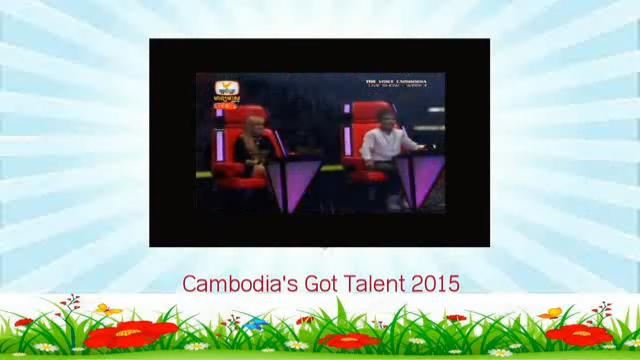 THE VOICE CAMBODIA
LIVE SHOW - WEEK 3
Cambodia's Got Talent 2015